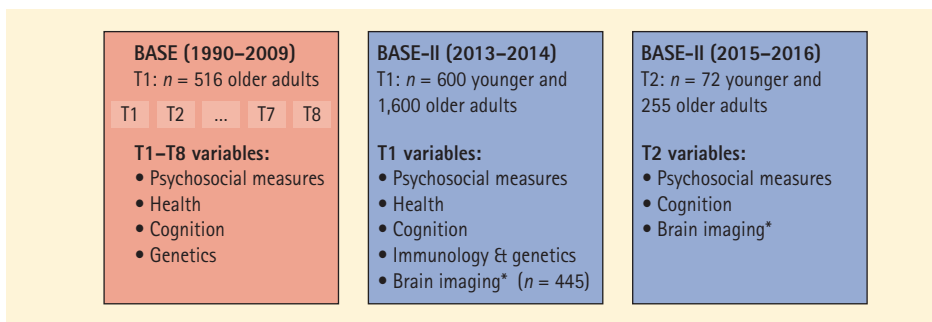 BASE (1990–2009)
T1: n = 516 older adults
T1 T2 ... T7 T8
T1–T8 variables:
• Psychosocial measures
• Health
• Cognition
• Genetics
BASE-II (2013–2014)
T1: n = 600 younger and
1,600 older adults
T1 variables:
• Psychosocial measures
• Health
• Cognition
• Immunology & genetics
• Brain imaging* (n = 445)
BASE-II (2015–2016)
T2: n = 72 younger and
255 older adults
T2 variables:
• Psychosocial measures
• Cognition
• Brain imaging*